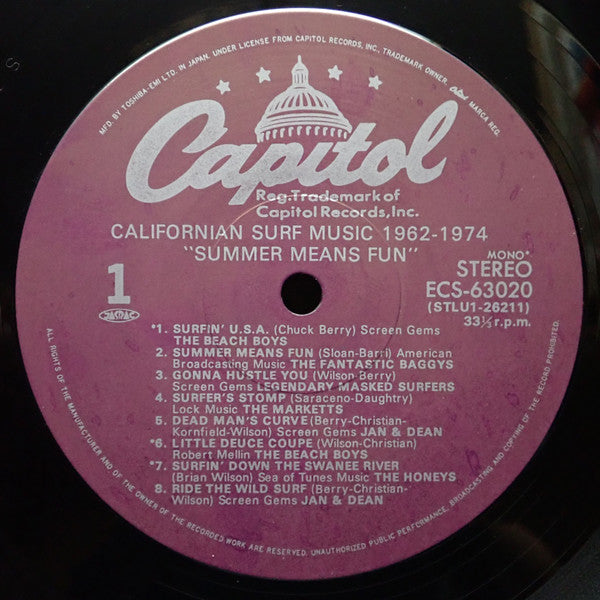 MFD. BY TOSHIBA-EMI LTD. IN JAPAN. UNDER LICENSE FROM CAPITOL RECORDS, INC., TRADEMARK OWNER. MARCA REG.
Capitol
Reg.Trademark of
Capitol Records,Inc.
CALIFORNIAN SURF MUSIC 1962-1974
"SUMMER MEANS FUN"
1
JASRAC
MONO*
STEREO
ECS-63020
(STLU1-26211)
33⅓ r.p.m.
*1. SURFIN' U.S.A. (Chuck Berry) Screen Gems
THE BEACH BOYS
2. SUMMER MEANS FUN (Sloan-Barri) American
Broadcasting Music THE FANTASTIC BAGGYS
3. GONNA HUSTLE YOU (Wilson-Berry)
Screen Gems LEGENDARY MASKED SURFERS
4. SURFER'S STOMP (Saraceno-Daughtry)
Lock Music THE MARKETTS
5. DEAD MAN'S CURVE (Berry-Christian-
Kornfield-Wilson) Screen Gems JAN & DEAN
*6. LITTLE DEUCE COUPE (Wilson-Christian)
Robert Mellin THE BEACH BOYS
*7. SURFIN' DOWN THE SWANEE RIVER
(Brian Wilson) Sea of Tunes Music THE HONEYS
8. RIDE THE WILD SURF (Berry-Christian-
Wilson) Screen Gems JAN & DEAN
ALL RIGHTS OF THE MANUFACTURER AND OF THE OWNER OF THE RECORDED WORK ARE RESERVED. UNAUTHORIZED PUBLIC PERFORMANCE, BROADCASTING AND COPYING OF THE RECORD PROHIBITED.